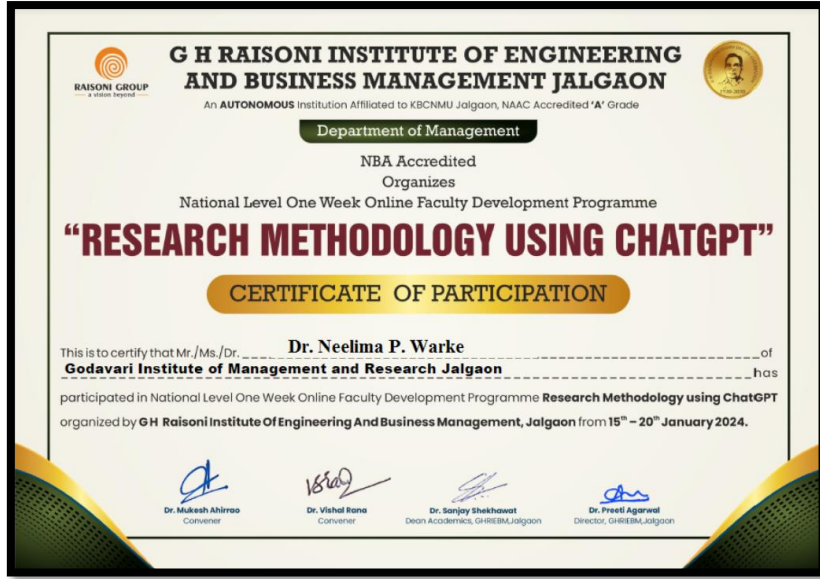 G H RAISONI INSTITUTE OF ENGINEERING
AND BUSINESS MANAGEMENT JALGAON
RAISONI GROUP
a vision beyond
An AUTONOMOUS Institution Affiliated to KBCNMU Jalgaon, NAAC Accredited ‘A’ Grade
Department of Management
NBA Accredited
Organizes
National Level One Week Online Faculty Development Programme
“RESEARCH METHODOLOGY USING CHATGPT”
CERTIFICATE OF PARTICIPATION
This is to certify that Mr./Ms./Dr. Dr. Neelima P. Warke of
Godavari Institute of Management and Research Jalgaon has
participated in National Level One Week Online Faculty Development Programme Research Methodology using ChatGPT
organized by G H Raisoni Institute Of Engineering And Business Management, Jalgaon from 15th – 20th January 2024.
Dr. Mukesh Ahirrao
Convener
Dr. Vishal Rana
Convener
Dr. Sanjay Shekhawat
Dean Academics, GHRIEBM,Jalgaon
Dr. Preeti Agarwal
Director, GHRIEBM,Jalgaon